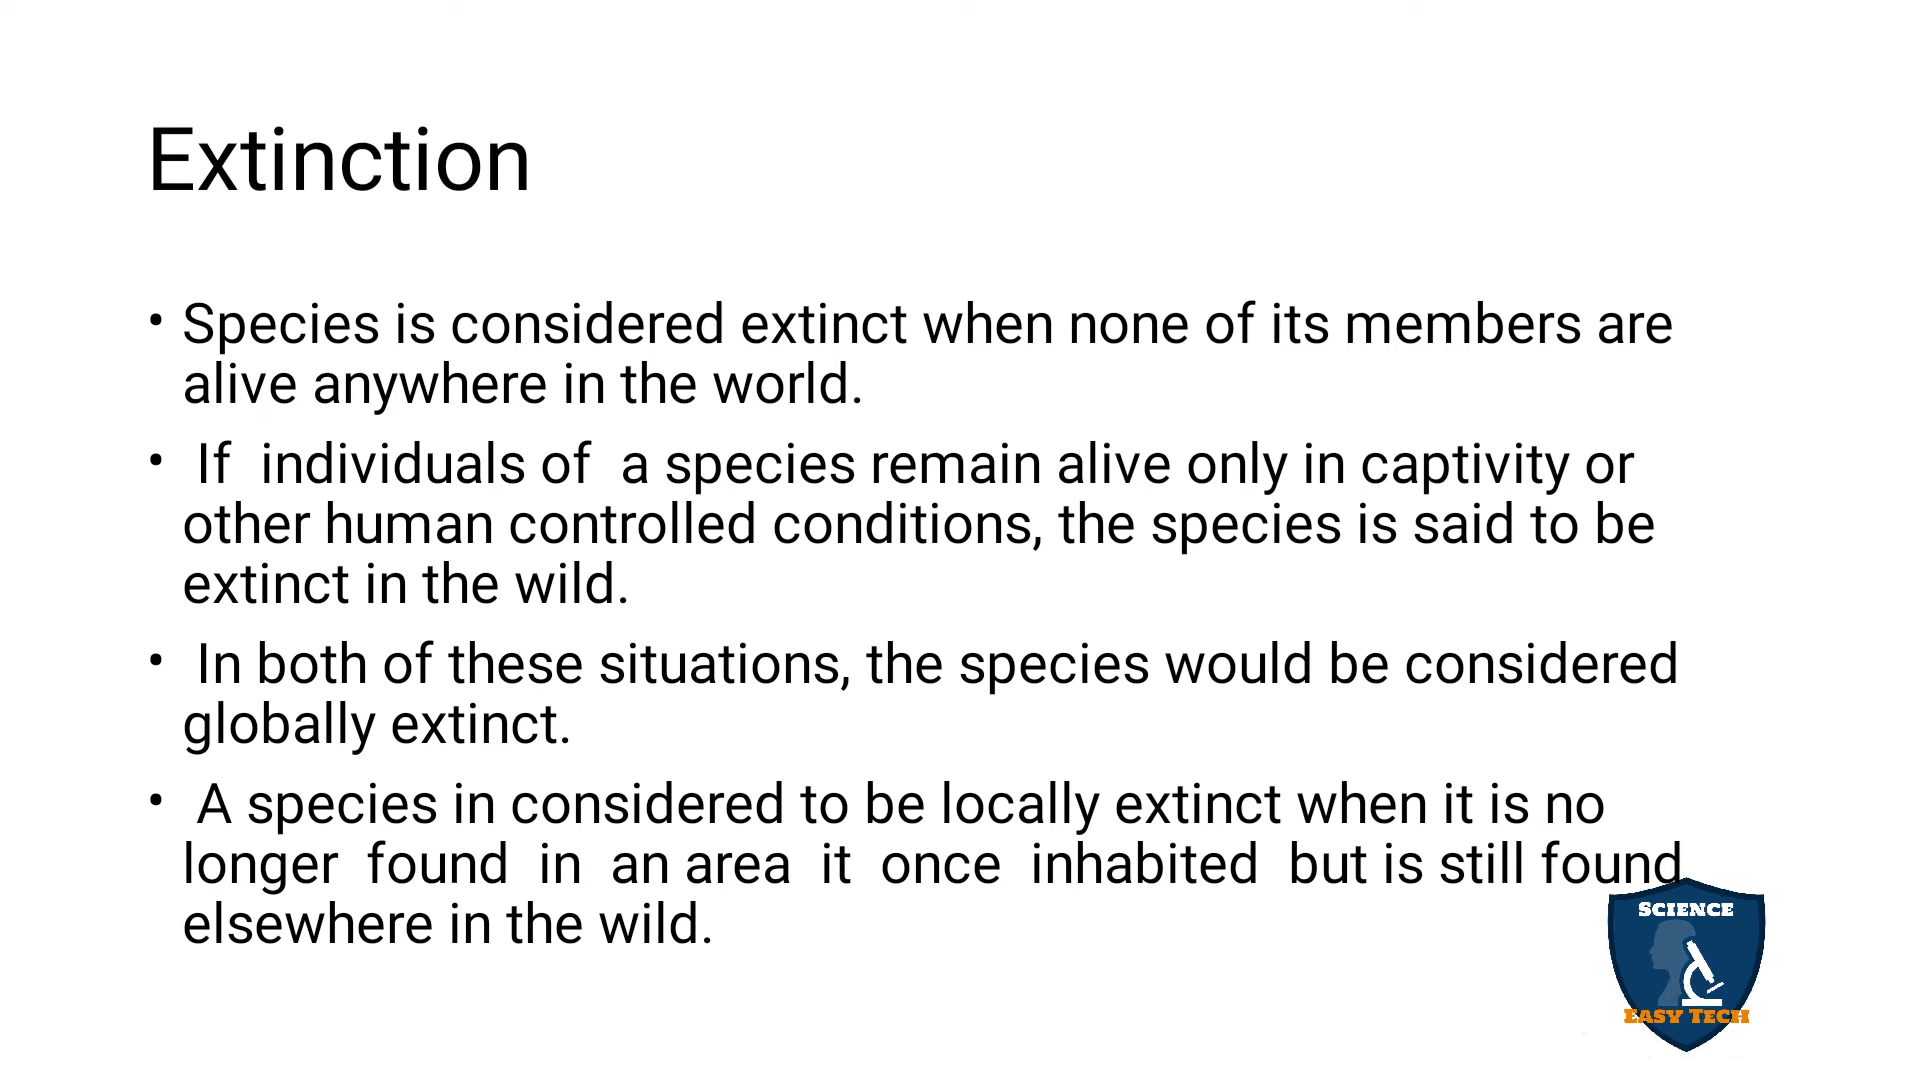 Extinction
• Species is considered extinct when none of its members are
alive anywhere in the world.
• If individuals of a species remain alive only in captivity or
other human controlled conditions, the species is said to be
extinct in the wild.
• In both of these situations, the species would be considered
globally extinct.
• A species in considered to be locally extinct when it is no
longer found in an area it once inhabited but is still found
elsewhere in the wild.
SCIENCE
EASY TECH